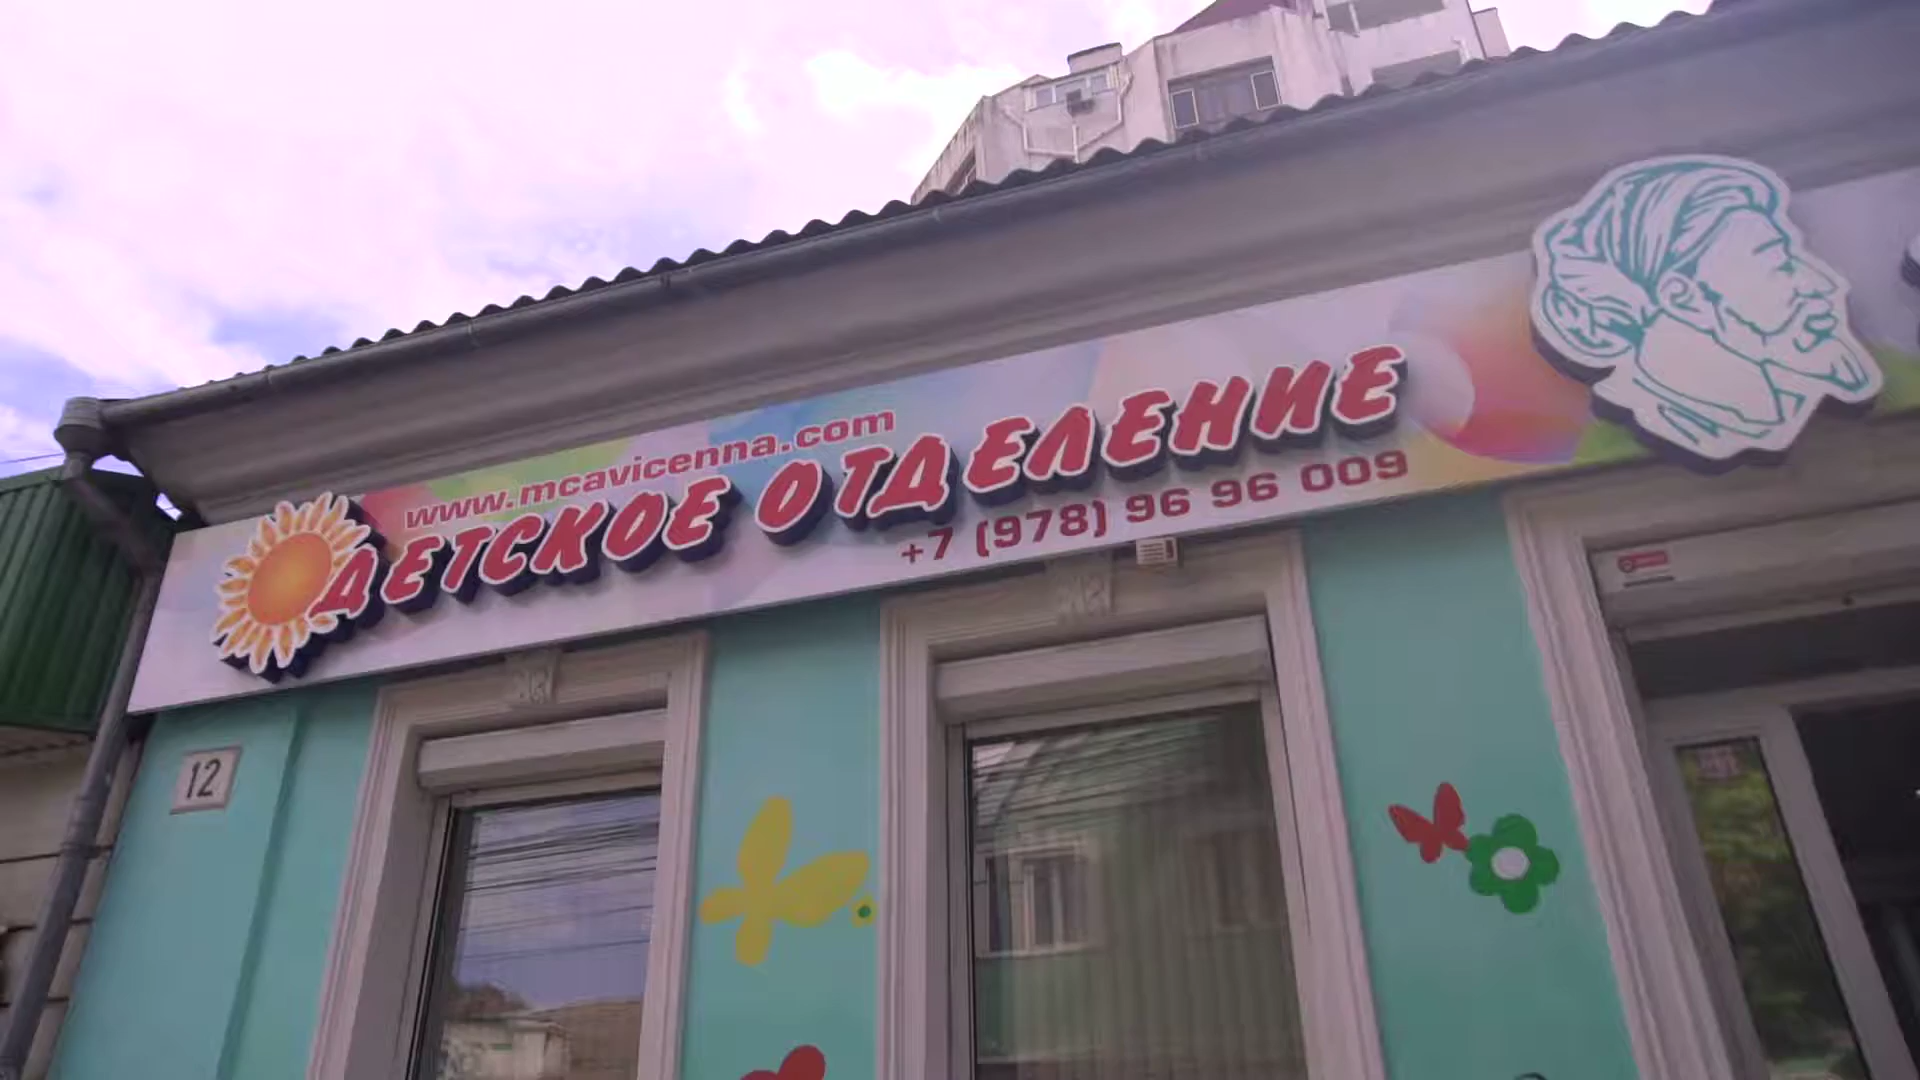 www.mcavicenna.com
ДЕТСКОЕ ОТДЕЛЕНИЕ
+7 (978) 96 96 009
12